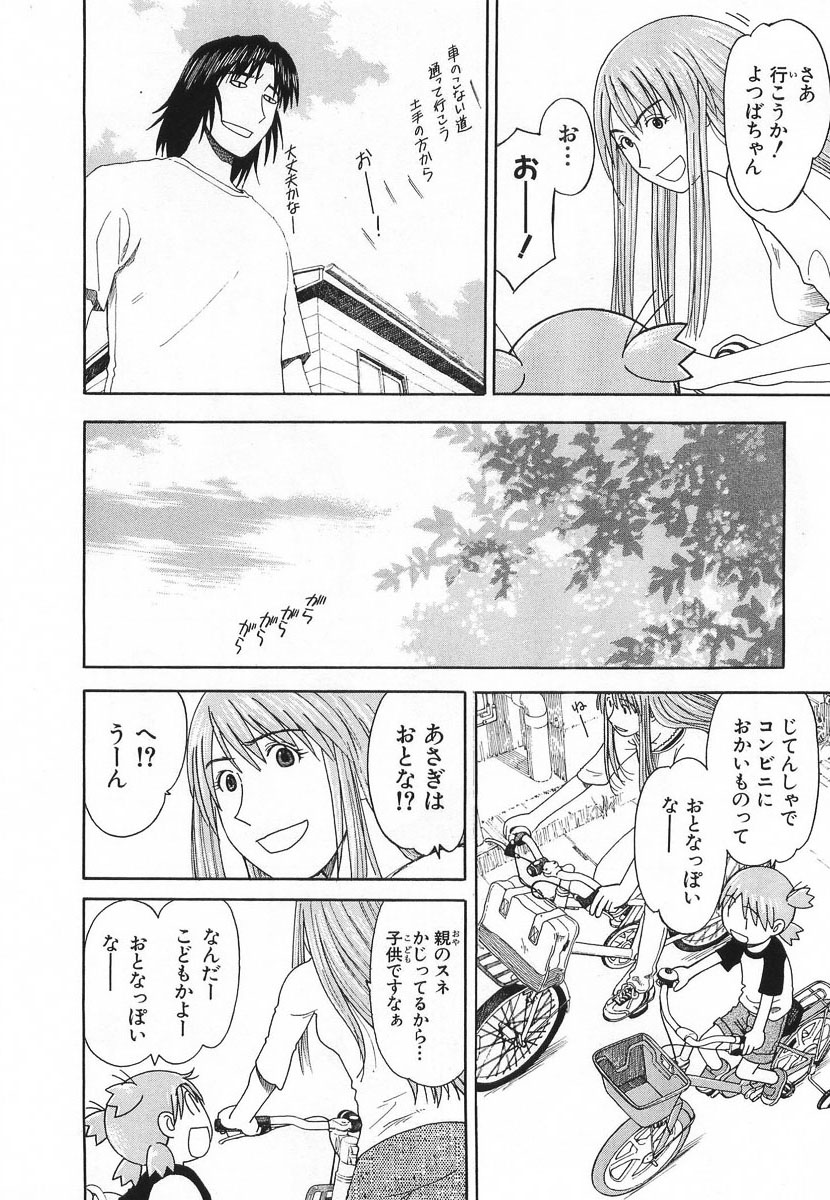 さあ
行こうか！
よつばちゃん
お…
おーー！
車のこない道
通って行こう
土手の方から
おーー！
大丈夫かなー
がら
がら
がら
がら
じてんしゃで
コンビニに
おかいものって
おとなっぽい
なーー
ねー
あさぎは
おとな!?
へ!?
うーん
親のスネ
かじってるから…
子供ですなぁ
なんだー
こどもかよー
おとなっぽい
なーー